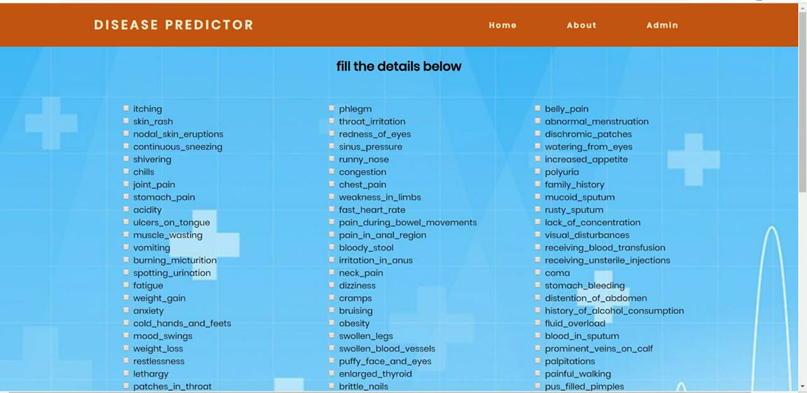 DISEASE PREDICTOR
Home About Admin
fill the details below
itching
skin_rash
nodal_skin_eruptions
continuous_sneezing
shivering
chills
joint_pain
stomach_pain
acidity
ulcers_on_tongue
muscle_wasting
vomiting
burning_micturition
spotting_urination
fatigue
weight_gain
anxiety
cold_hands_and_feets
mood_swings
weight_loss
restlessness
lethargy
patches_in_throat
phlegm
throat_irritation
redness_of_eyes
sinus_pressure
runny_nose
congestion
chest_pain
weakness_in_limbs
fast_heart_rate
pain_during_bowel_movements
pain_in_anal_region
bloody_stool
irritation_in_anus
neck_pain
dizziness
cramps
bruising
obesity
swollen_legs
swollen_blood_vessels
puffy_face_and_eyes
enlarged_thyroid
brittle_nails
belly_pain
abnormal_menstruation
dischromic_patches
watering_from_eyes
increased_appetite
polyuria
family_history
mucoid_sputum
rusty_sputum
lack_of_concentration
visual_disturbances
receiving_blood_transfusion
receiving_unsterile_injections
coma
stomach_bleeding
distention_of_abdomen
history_of_alcohol_consumption
fluid_overload
blood_in_sputum
prominent_veins_on_calf
palpitations
painful_walking
pus_filled_pimples